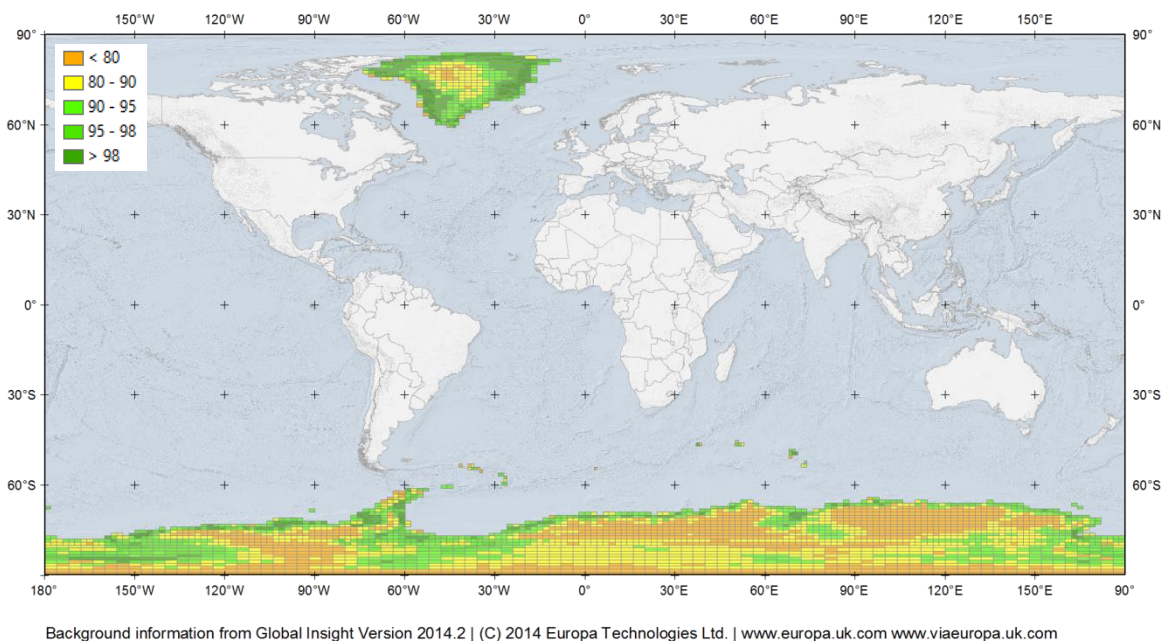 150°W 120°W 90°W 60°W 30°W 0° 30°E 60°E 90°E 120°E 150°E
90° 90°
< 80
80 - 90
90 - 95
95 - 98
> 98
60°N 60°N
30°N 30°N
0° 0°
30°S 30°S
60°S 60°S
180° 150°W 120°W 90°W 60°W 30°W 0° 30°E 60°E 90°E 120°E 150°E 90°
Background information from Global Insight Version 2014.2 | (C) 2014 Europa Technologies Ltd. | www.europa.uk.com www.viaeuropa.uk.com